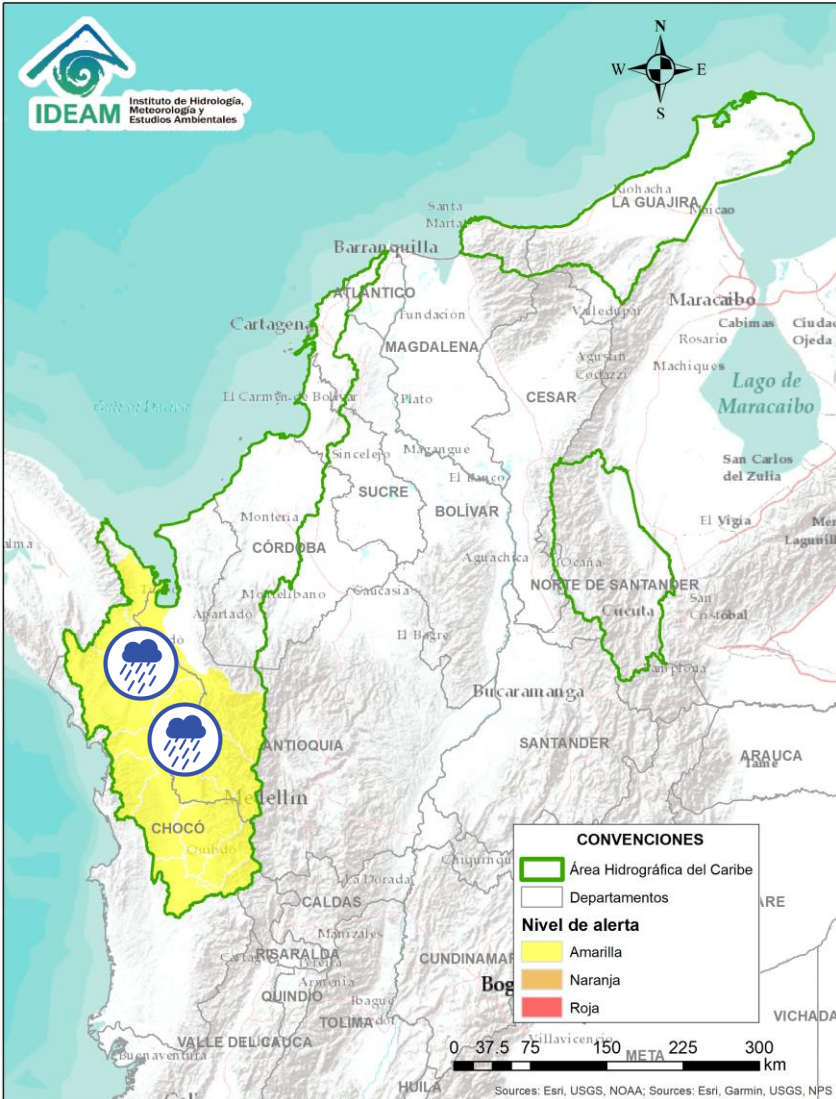 IDEAM
Instituto de Hidrología,
Meteorología y
Estudios Ambientales
N
W
E
S
Riohacha
LA GUAJIRA
Maicao
Santa
Marta
Barranquilla
ATLÁNTICO
Maracaibo
Cabimas
Ciudad
Ojeda
Fundación
Valledupar
Cartagena
Rosario
MAGDALENA
Agustín
Codazzi
Machiques
Lago de
Maracaibo
El Carmen de Bolívar
Plato
CESAR
Sincelejo
Magangué
San Carlos
del Zulia
SUCRE
El Banco
BOLÍVAR
Montería
El Vigía
CÓRDOBA
Aguachica
Ocaña
NORTE DE SANTANDER
Montelibano
Caucasia
Apartadó
Cúcuta
San
Cristóbal
El Bagre
Pamplona
Bucaramanga
ANTIOQUIA
SANTANDER
ARAUCA
Tame
Medellín
CHOCÓ
Quibdó
CONVENCIONES
Área Hidrográfica del Caribe
Departamentos
Nivel de alerta
Amarilla
Naranja
Roja
La Dorada
CALDAS
Manizales
RISARALDA
Pereira
Armenia
QUINDIO
Ibagué
TOLIMA
VALLE DEL CAUCA
Buenaventura
Villavicencio
META
VICHADA
HUILA
0 37.5 75 150 225 300
km
Sources: Esri, USGS, NOAA; Sources: Esri, Garmin, USGS, NPS